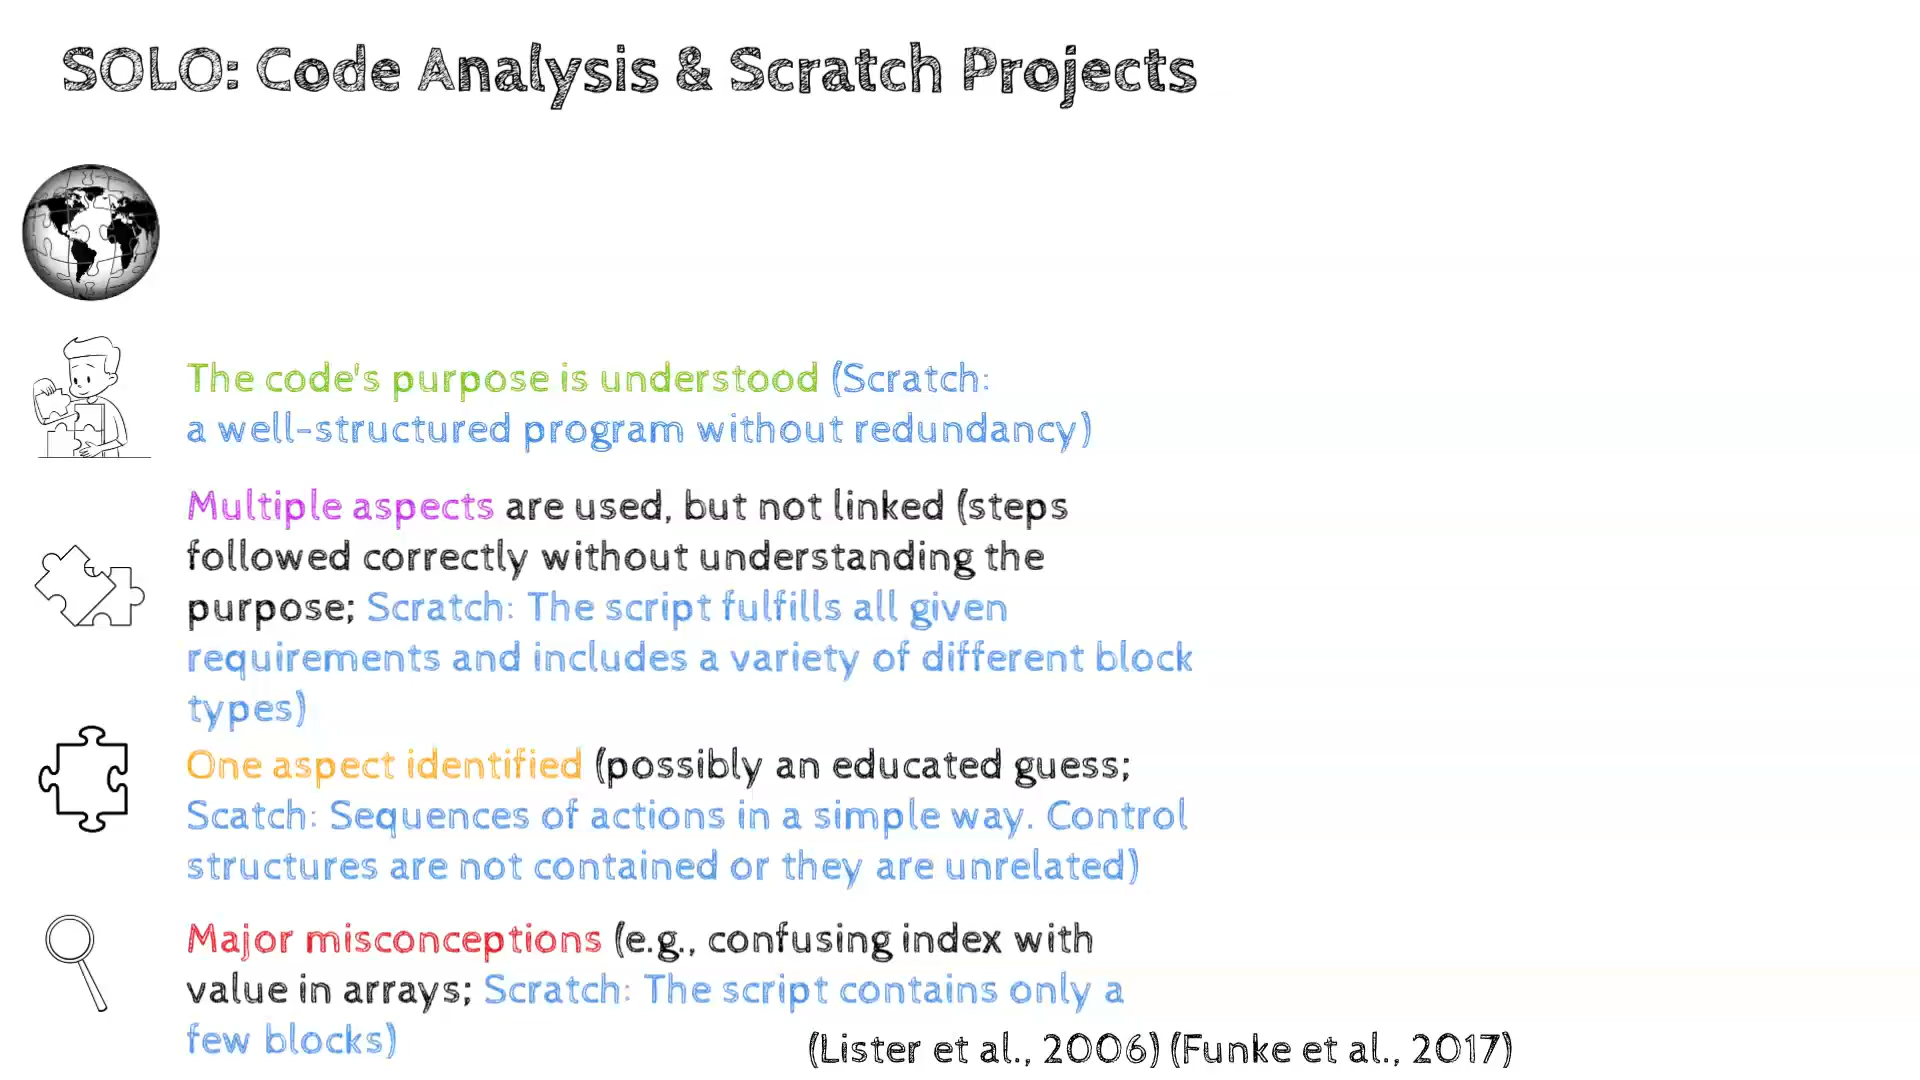 SOLO: Code Analysis & Scratch Projects
The code's purpose is understood (Scratch:
a well-structured program without redundancy)
Multiple aspects are used, but not linked (steps
followed correctly without understanding the
purpose; Scratch: The script fulfills all given
requirements and includes a variety of different block
types)
One aspect identified (possibly an educated guess;
Scatch: Sequences of actions in a simple way. Control
structures are not contained or they are unrelated)
Major misconceptions (e.g., confusing index with
value in arrays; Scratch: The script contains only a
few blocks)
(Lister et al., 2006) (Funke et al., 2017)